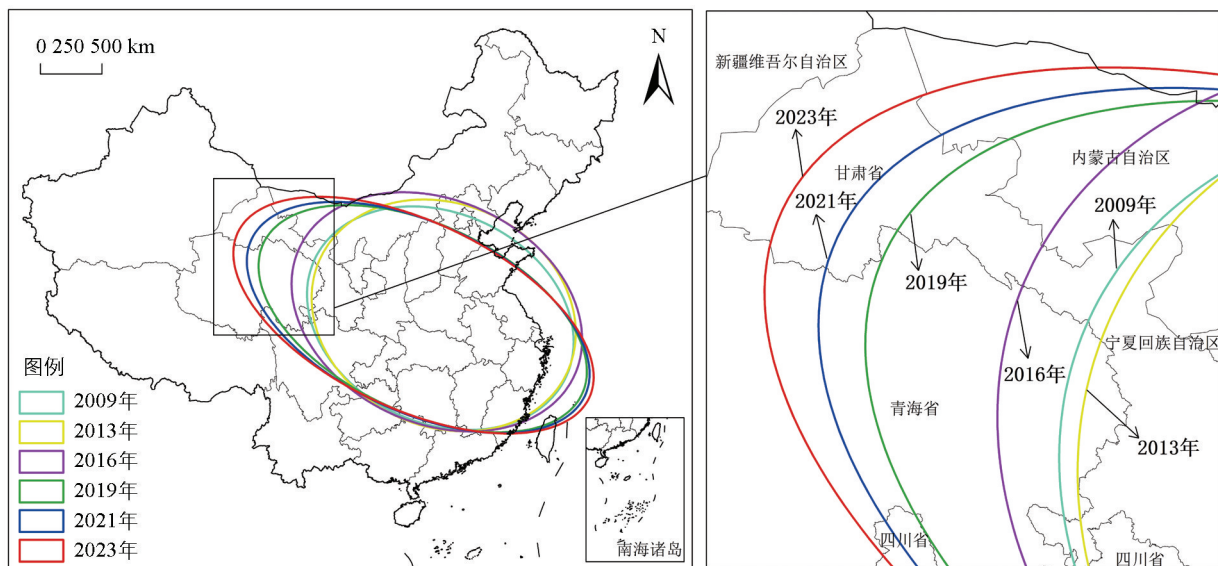 0 250 500 km
N
图例
2009年
2013年
2016年
2019年
2021年
2023年
南海诸岛
新疆维吾尔自治区
2023年
甘肃省
内蒙古自治区
2021年
2009年
2019年
宁夏回族自治区
2016年
青海省
2013年
四川省
四川省